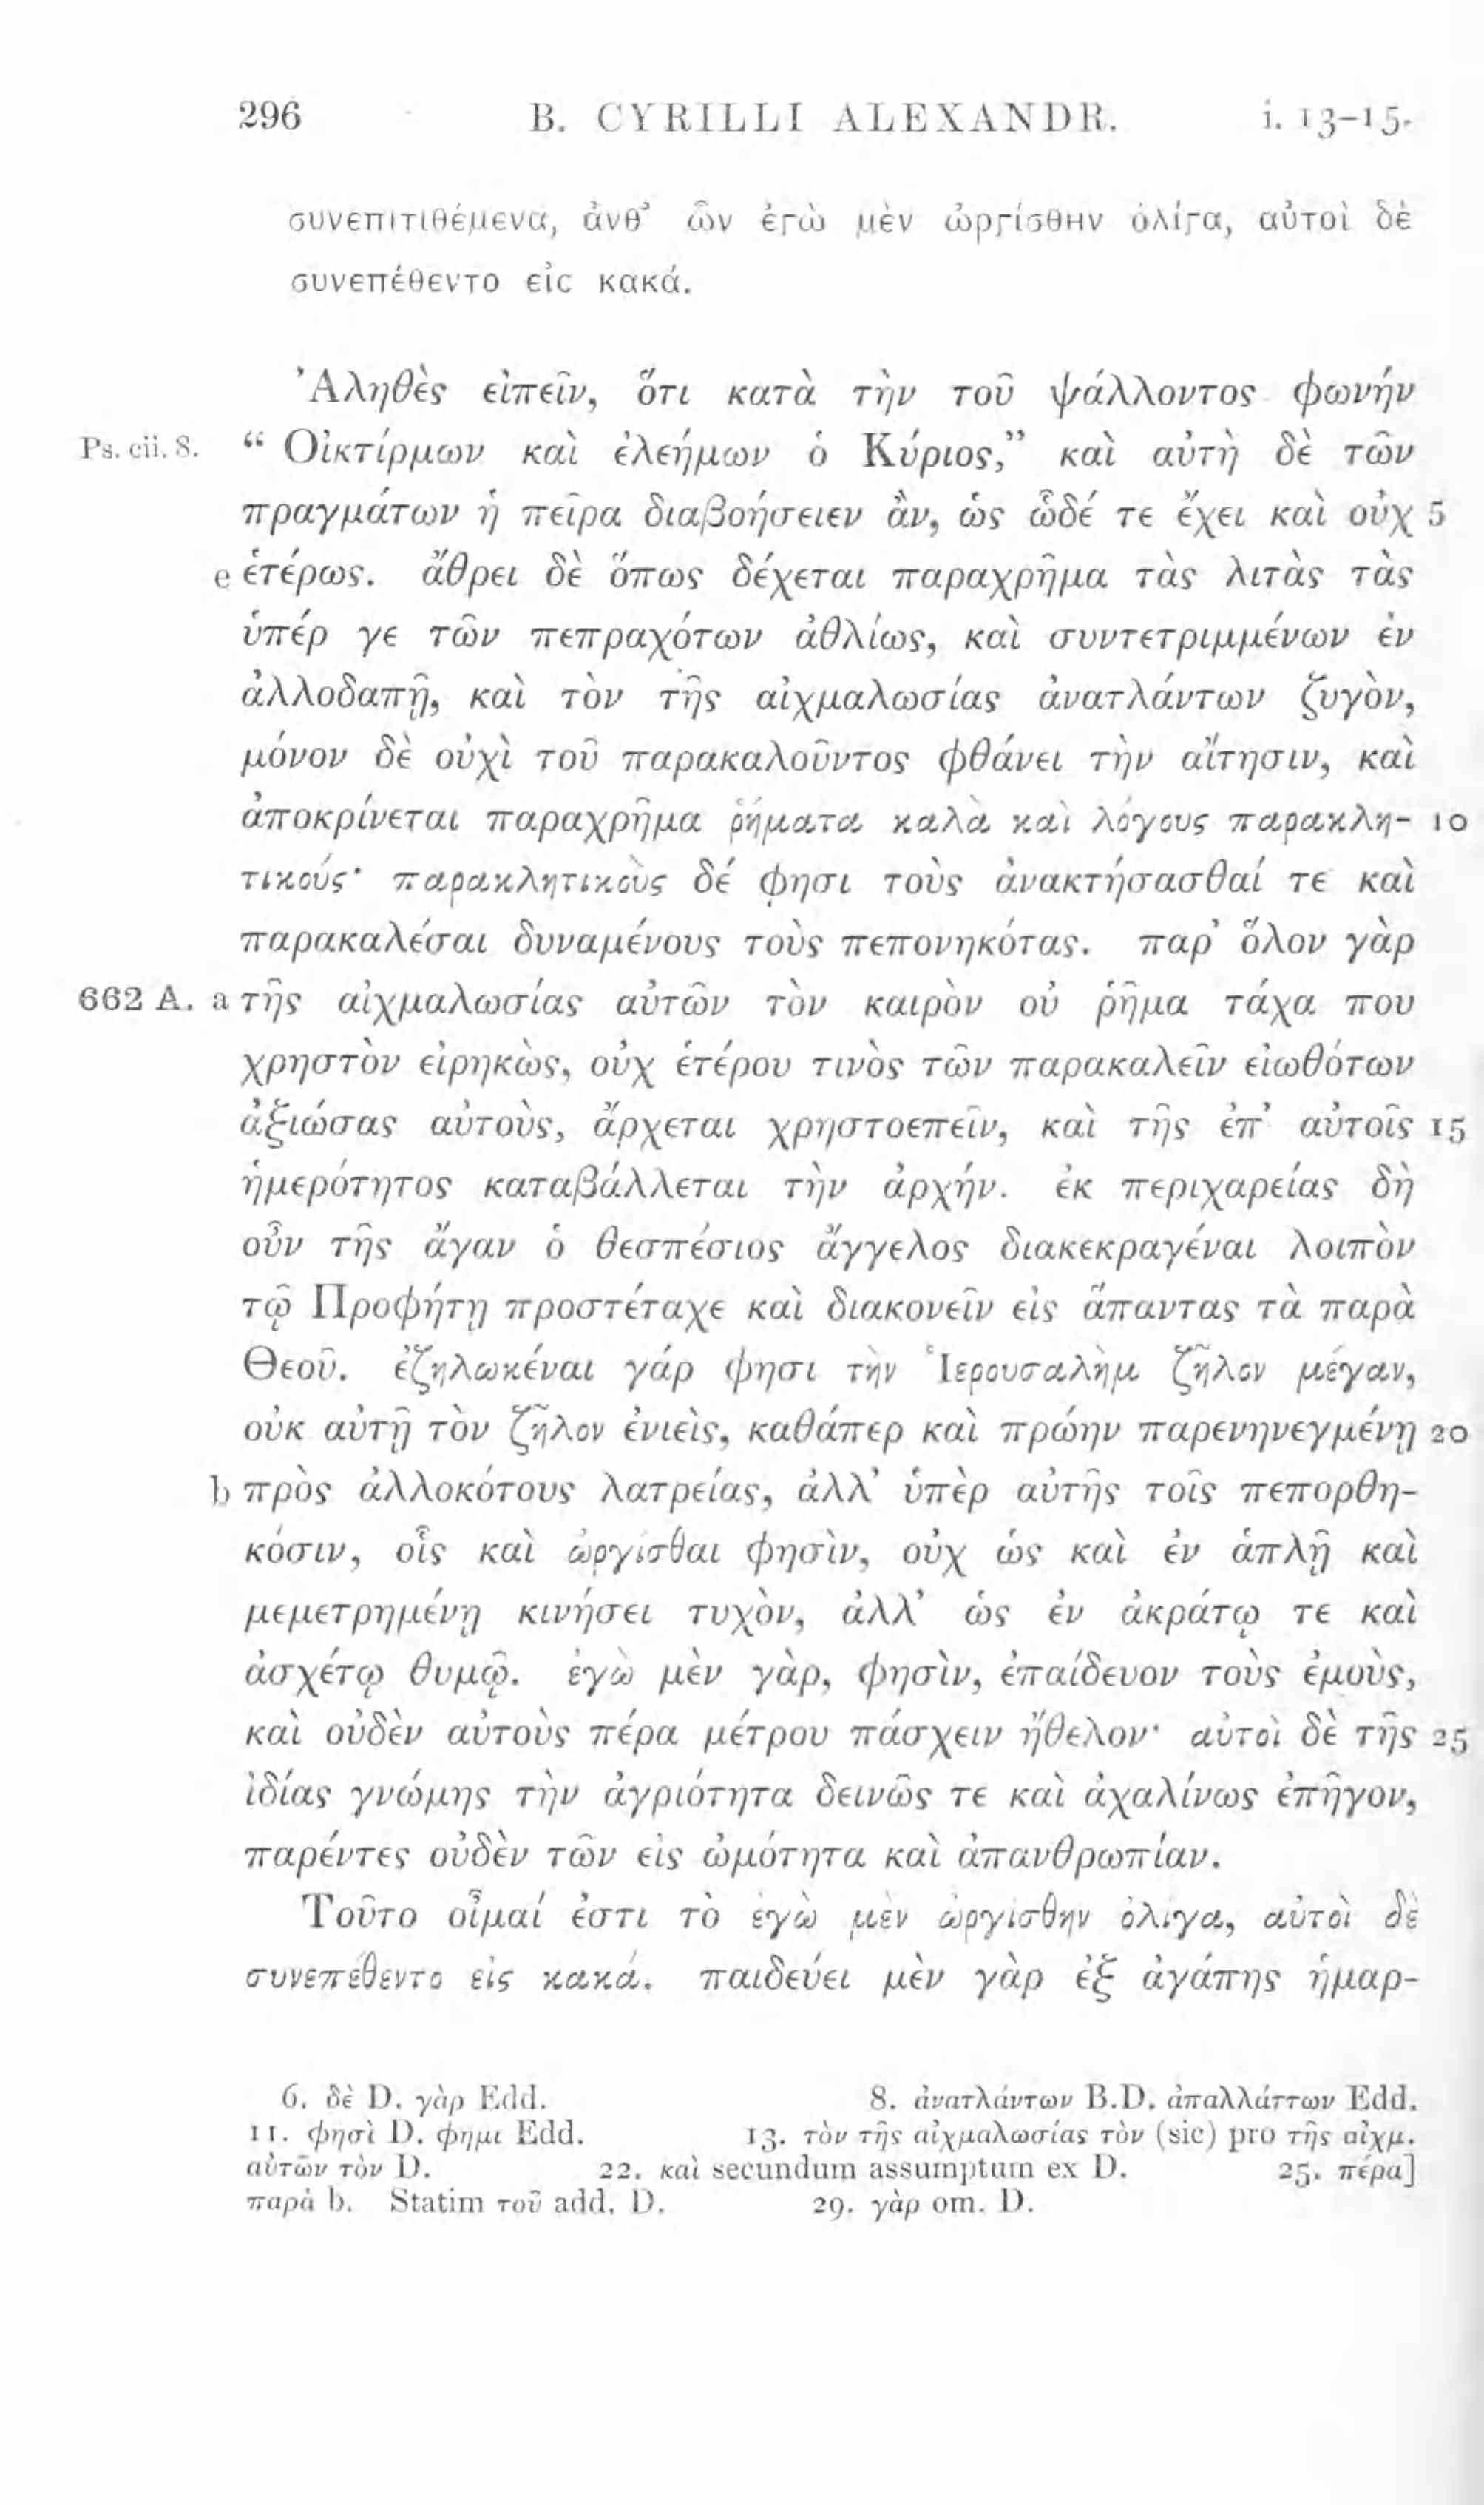 296 B. CYRILLI ALEXANDR. i. 13–15.
συνεπιτιθέμενα, ἀνθ' ὧν ἐγὼ μὲν ὠργίσθην ὀλίγα, αὐτοὶ δὲ
συνεπέθεντο εἰς κακά.
Ἀληθὲς εἰπεῖν, ὅτι κατὰ τὴν τοῦ ψάλλοντος φωνήν
Ps. cii. 8. “ Οἰκτίρμων καὶ ἐλεήμων ὁ Κύριος,” καὶ αὐτὴ δὲ τῶν
πραγμάτων ἡ πεῖρα διαβοήσειεν ἂν, ὡς ὧδέ τε ἔχει καὶ οὐχ 5
e ἑτέρως. ἄθρει δὲ ὅπως δέχεται παραχρῆμα τὰς λιτὰς τὰς
ὑπέρ γε τῶν πεπραχότων ἀθλίως, καὶ συντετριμμένων ἐν
ἀλλοδαπῇ, καὶ τὸν τῆς αἰχμαλωσίας ἀνατλάντων ζυγὸν,
μόνον δὲ οὐχὶ τοῦ παρακαλοῦντος φθάνει τὴν αἴτησιν, καὶ
ἀποκρίνεται παραχρῆμα ῥήματα καλὰ καὶ λόγους παρακλη- 10
τικούς· παρακλητικοὺς δέ φησι τοὺς ἀνακτήσασθαί τε καὶ
παρακαλέσαι δυναμένους τοὺς πεπονηκότας. παρ' ὅλον γὰρ
662 A. a τῆς αἰχμαλωσίας αὐτῶν τὸν καιρὸν οὐ ῥῆμα τάχα που
χρηστὸν εἰρηκὼς, οὐχ ἑτέρου τινὸς τῶν παρακαλεῖν εἰωθότων
ἀξιώσας αὐτοὺς, ἄρχεται χρηστοεπεῖν, καὶ τῆς ἐπ' αὐτοῖς 15
ἡμερότητος καταβάλλεται τὴν ἀρχήν. ἐκ περιχαρείας δὴ
οὖν τῆς ἄγαν ὁ θεσπέσιος ἄγγελος διακεκραγέναι λοιπὸν
τῷ Προφήτῃ προστέταχε καὶ διακονεῖν εἰς ἅπαντας τὰ παρὰ
Θεοῦ. ἐζηλωκέναι γάρ φησι τὴν Ἱερουσαλὴμ ζῆλον μέγαν,
οὐκ αὐτῇ τὸν ζῆλον ἐνιεὶς, καθάπερ καὶ πρώην παρενηνεγμένῃ 20
b πρὸς ἀλλοκότους λατρείας, ἀλλ' ὑπὲρ αὐτῆς τοῖς πεπορθη-
κόσιν, οἷς καὶ ὠργίσθαι φησὶν, οὐχ ὡς καὶ ἐν ἁπλῇ καὶ
μεμετρημένῃ κινήσει τυχὸν, ἀλλ' ὡς ἐν ἀκράτῳ τε καὶ
ἀσχέτῳ θυμῷ. ἐγὼ μὲν γὰρ, φησὶν, ἐπαίδευον τοὺς ἐμοὺς,
καὶ οὐδὲν αὐτοὺς πέρα μέτρου πάσχειν ἤθελον· αὐτοὶ δὲ τῆς 25
ἰδίας γνώμης τὴν ἀγριότητα δεινῶς τε καὶ ἀχαλίνως ἐπῆγον,
παρέντες οὐδὲν τῶν εἰς ὠμότητα καὶ ἀπανθρωπίαν.
Τοῦτο οἶμαί ἐστι τὸ ἐγὼ μὲν ὠργίσθην ὀλίγα, αὐτοὶ δὲ
συνεπέθεντο εἰς κακά. παιδεύει μὲν γὰρ ἐξ ἀγάπης ἡμαρ-
6. δὲ D. γὰρ Edd. 8. ἀνατλάντων B.D. ἀπαλλάττων Edd.
11. φησὶ D. φημι Edd. 13. τὸν τῆς αἰχμαλωσίας τὸν (sic) pro τῆς αἰχμ.
αὐτῶν τὸν D. 22. καὶ secundum assumptum ex D. 25. πέρα]
παρὰ b. Statim τοῦ add. D. 29. γὰρ om. D.